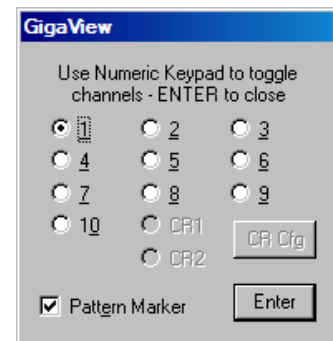 GigaView
Use Numeric Keypad to toggle
channels - ENTER to close
1 2 3
4 5 6
7 8 9
10 CR1 CR Cfg
CR2
Pattern Marker Enter